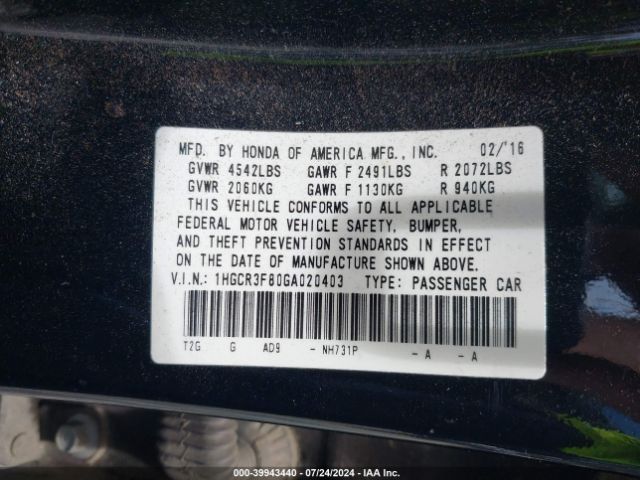 MFD. BY HONDA OF AMERICA MFG., INC. 02/'16
GVWR 4542LBS GAWR F 2491LBS R 2072LBS
GVWR 2060KG GAWR F 1130KG R 940KG
THIS VEHICLE CONFORMS TO ALL APPLICABLE
FEDERAL MOTOR VEHICLE SAFETY, BUMPER,
AND THEFT PREVENTION STANDARDS IN EFFECT
ON THE DATE OF MANUFACTURE SHOWN ABOVE.
V.I.N.: 1HGCR3F80GA020403 TYPE: PASSENGER CAR
T2G G AD9 - NH731P - A - A
000-39943440 - 07/24/2024 - IAA Inc.